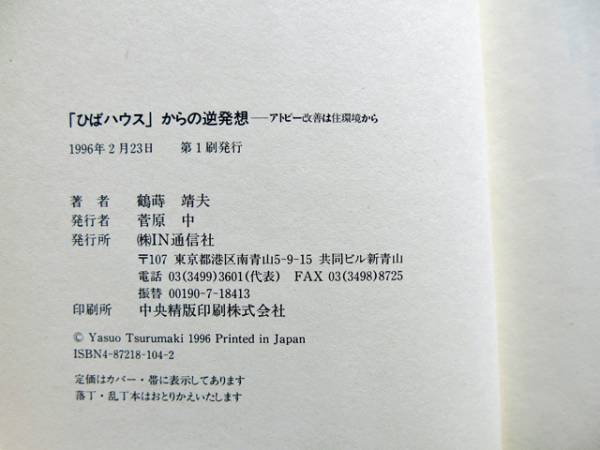 「ひばハウス」からの逆発想──アトピー改善は住環境から
1996年2月23日　第1刷発行
著　者　鶴蒔　靖夫
発行者　菅原　中
発行所　㈱IN通信社
〒107 東京都港区南青山5-9-15 共同ビル新青山
電話 03(3499)3601(代表)　FAX 03(3498)8725
振替 00190-7-18413
印刷所　中央精版印刷株式会社
© Yasuo Tsurumaki 1996 Printed in Japan
ISBN4-87218-104-2
定価はカバー・帯に表示してあります
落丁・乱丁本はおとりかえいたします